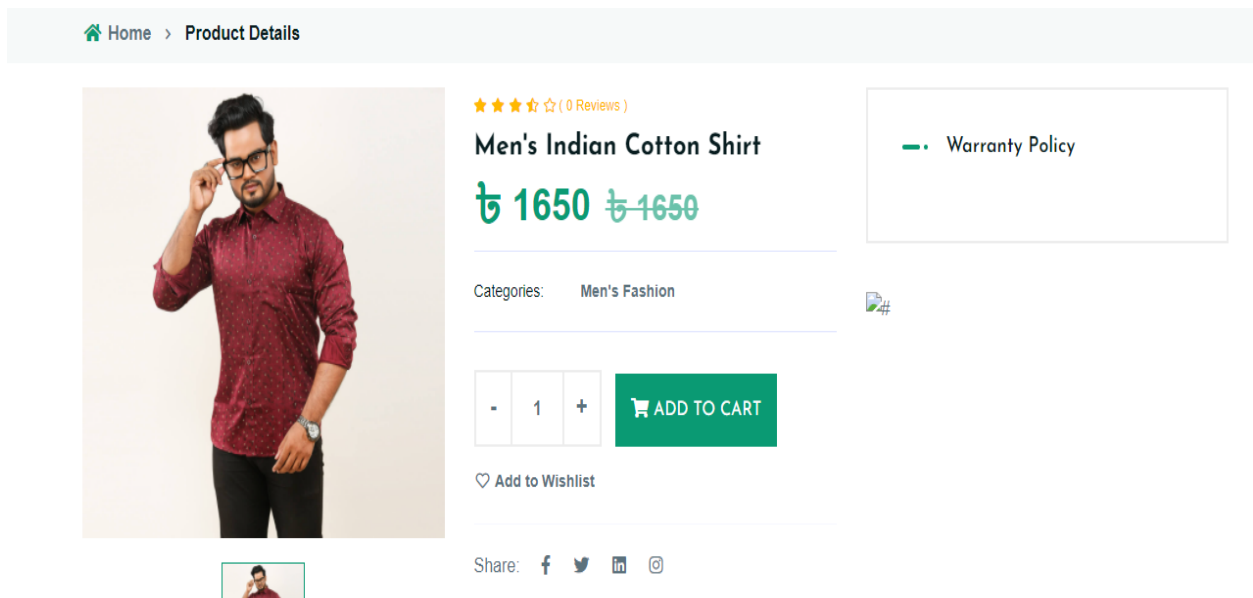 Home > Product Details
( 0 Reviews )
Men's Indian Cotton Shirt
৳ 1650 ৳ 1650
Categories: Men's Fashion
- 1 +
ADD TO CART
Add to Wishlist
Share:
Warranty Policy
#